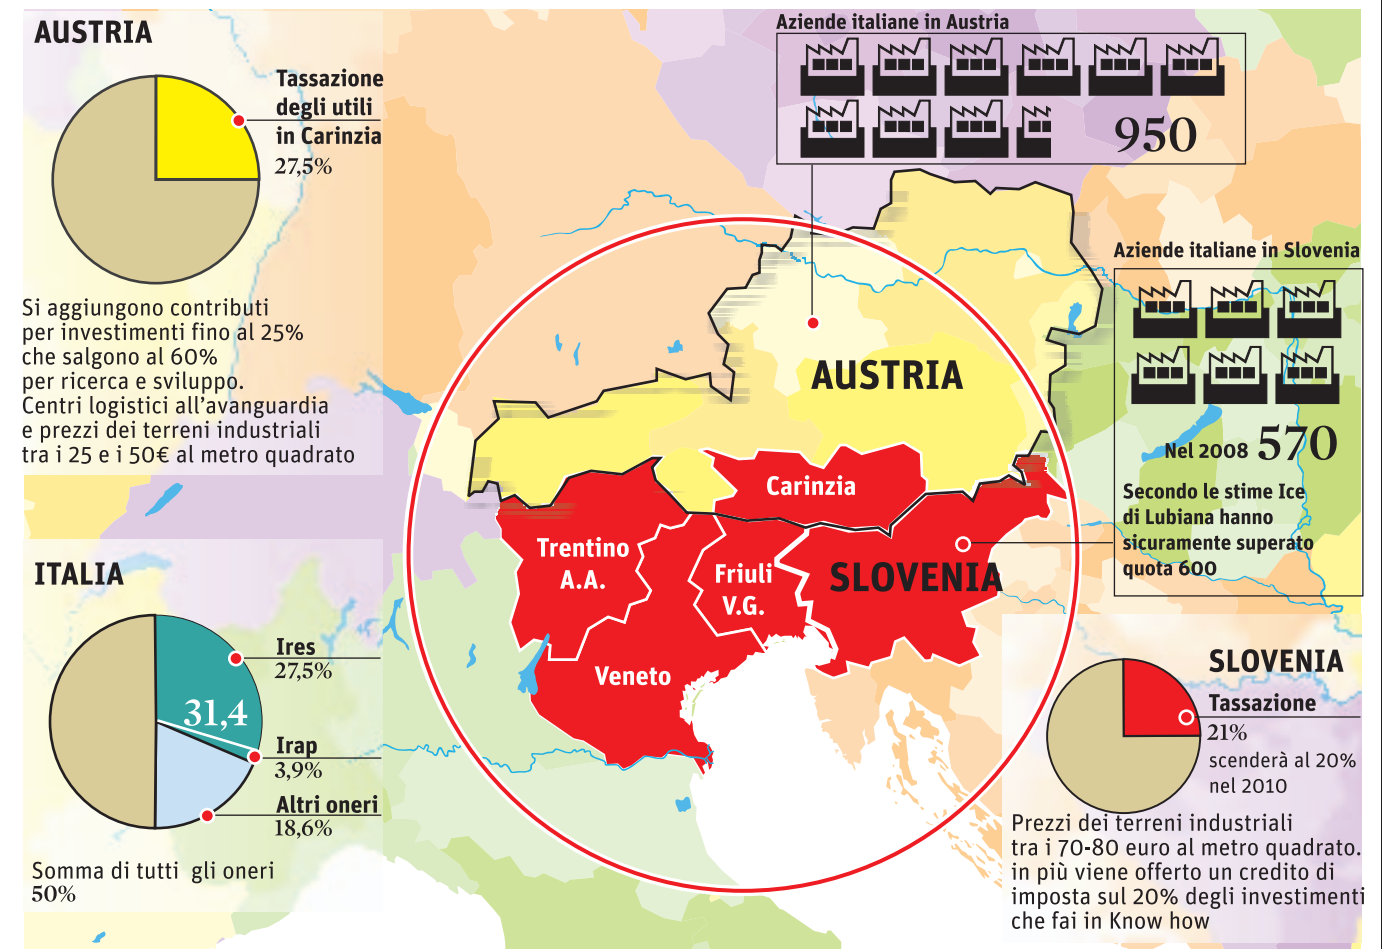 AUSTRIA
Tassazione
degli utili
in Carinzia
27,5%
Si aggiungono contributi
per investimenti fino al 25%
che salgono al 60%
per ricerca e sviluppo.
Centri logistici all'avanguardia
e prezzi dei terreni industriali
tra i 25 e i 50€ al metro quadrato
ITALIA
Ires
27,5%
31,4
Irap
3,9%
Altri oneri
18,6%
Somma di tutti gli oneri
50%
Aziende italiane in Austria
950
Aziende italiane in Slovenia
Nel 2008 570
Secondo le stime Ice
di Lubiana hanno
sicuramente superato
quota 600
AUSTRIA
Carinzia
Trentino
A.A.
Friuli
V.G.
SLOVENIA
Veneto
SLOVENIA
Tassazione
21%
scenderà al 20%
nel 2010
Prezzi dei terreni industriali
tra i 70-80 euro al metro quadrato.
in più viene offerto un credito di
imposta sul 20% degli investimenti
che fai in Know how